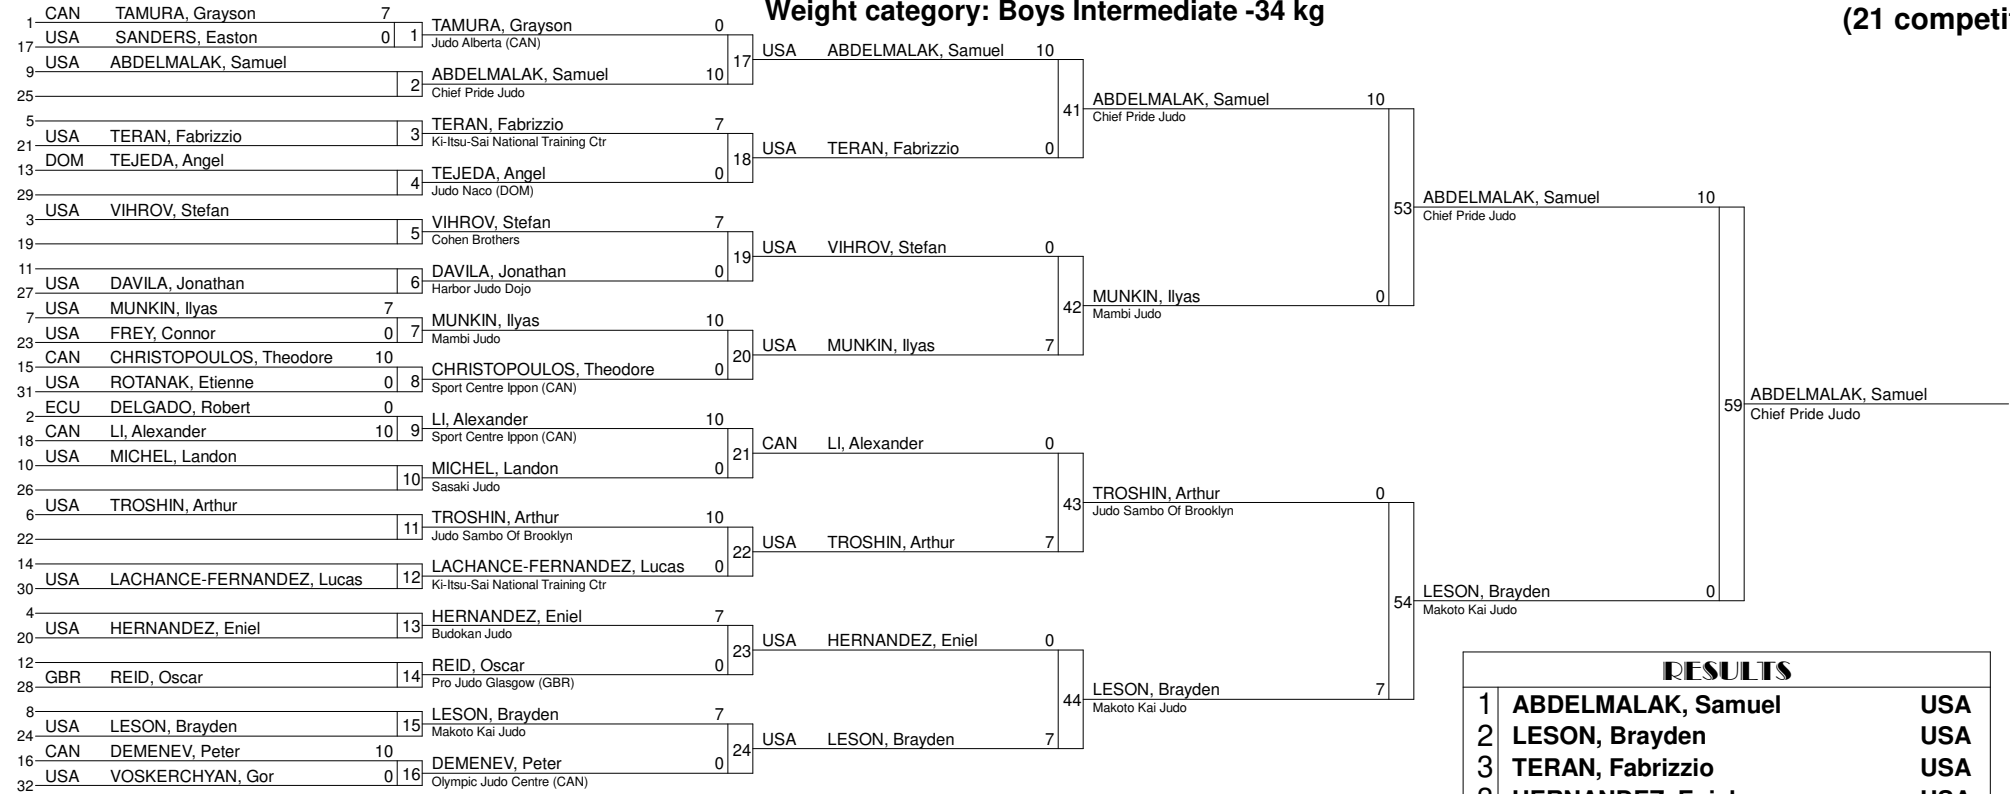 Weight category: Boys Intermediate -34 kg
(21 competi
1 CAN TAMURA, Grayson 7
17 USA SANDERS, Easton 0 1
9 USA ABDELMALAK, Samuel
25 2
5
21 USA TERAN, Fabrizzio 3
13 DOM TEJEDA, Angel
29 4
3 USA VIHROV, Stefan
19 5
11
27 USA DAVILA, Jonathan 6
7 USA MUNKIN, Ilyas 7
23 USA FREY, Connor 0 7
15 CAN CHRISTOPOULOS, Theodore 10
31 USA ROTANAK, Etienne 0 8
2 ECU DELGADO, Robert 0
18 CAN LI, Alexander 10 9
10 USA MICHEL, Landon
26 10
6 USA TROSHIN, Arthur
22 11
14
30 USA LACHANCE-FERNANDEZ, Lucas 12
4
20 USA HERNANDEZ, Eniel 13
12
28 GBR REID, Oscar 14
8
24 USA LESON, Brayden 15
16 CAN DEMENEV, Peter 10
32 USA VOSKERCHYAN, Gor 0 16
TAMURA, Grayson 0
Judo Alberta (CAN)
17
ABDELMALAK, Samuel 10
Chief Pride Judo
TERAN, Fabrizzio 7
Ki-Itsu-Sai National Training Ctr
18
TEJEDA, Angel 0
Judo Naco (DOM)
VIHROV, Stefan 7
Cohen Brothers
19
DAVILA, Jonathan 0
Harbor Judo Dojo
MUNKIN, Ilyas 10
Mambi Judo
20
CHRISTOPOULOS, Theodore 0
Sport Centre Ippon (CAN)
LI, Alexander 10
Sport Centre Ippon (CAN)
21
MICHEL, Landon 0
Sasaki Judo
TROSHIN, Arthur 10
Judo Sambo Of Brooklyn
22
LACHANCE-FERNANDEZ, Lucas 0
Ki-Itsu-Sai National Training Ctr
HERNANDEZ, Eniel 7
Budokan Judo
23
REID, Oscar 0
Pro Judo Glasgow (GBR)
LESON, Brayden 7
Makoto Kai Judo
24
DEMENEV, Peter 0
Olympic Judo Centre (CAN)
USA ABDELMALAK, Samuel 10
41
USA TERAN, Fabrizzio 0
USA VIHROV, Stefan 0
42
USA MUNKIN, Ilyas 7
CAN LI, Alexander 0
43
USA TROSHIN, Arthur 7
USA HERNANDEZ, Eniel 0
44
USA LESON, Brayden 7
ABDELMALAK, Samuel 10
Chief Pride Judo
53
MUNKIN, Ilyas 0
Mambi Judo
TROSHIN, Arthur 0
Judo Sambo Of Brooklyn
54
LESON, Brayden 7
Makoto Kai Judo
ABDELMALAK, Samuel 10
Chief Pride Judo
59
LESON, Brayden 0
Makoto Kai Judo
ABDELMALAK, Samuel
Chief Pride Judo
RESULTS
1 ABDELMALAK, Samuel USA
2 LESON, Brayden USA
3 TERAN, Fabrizzio USA